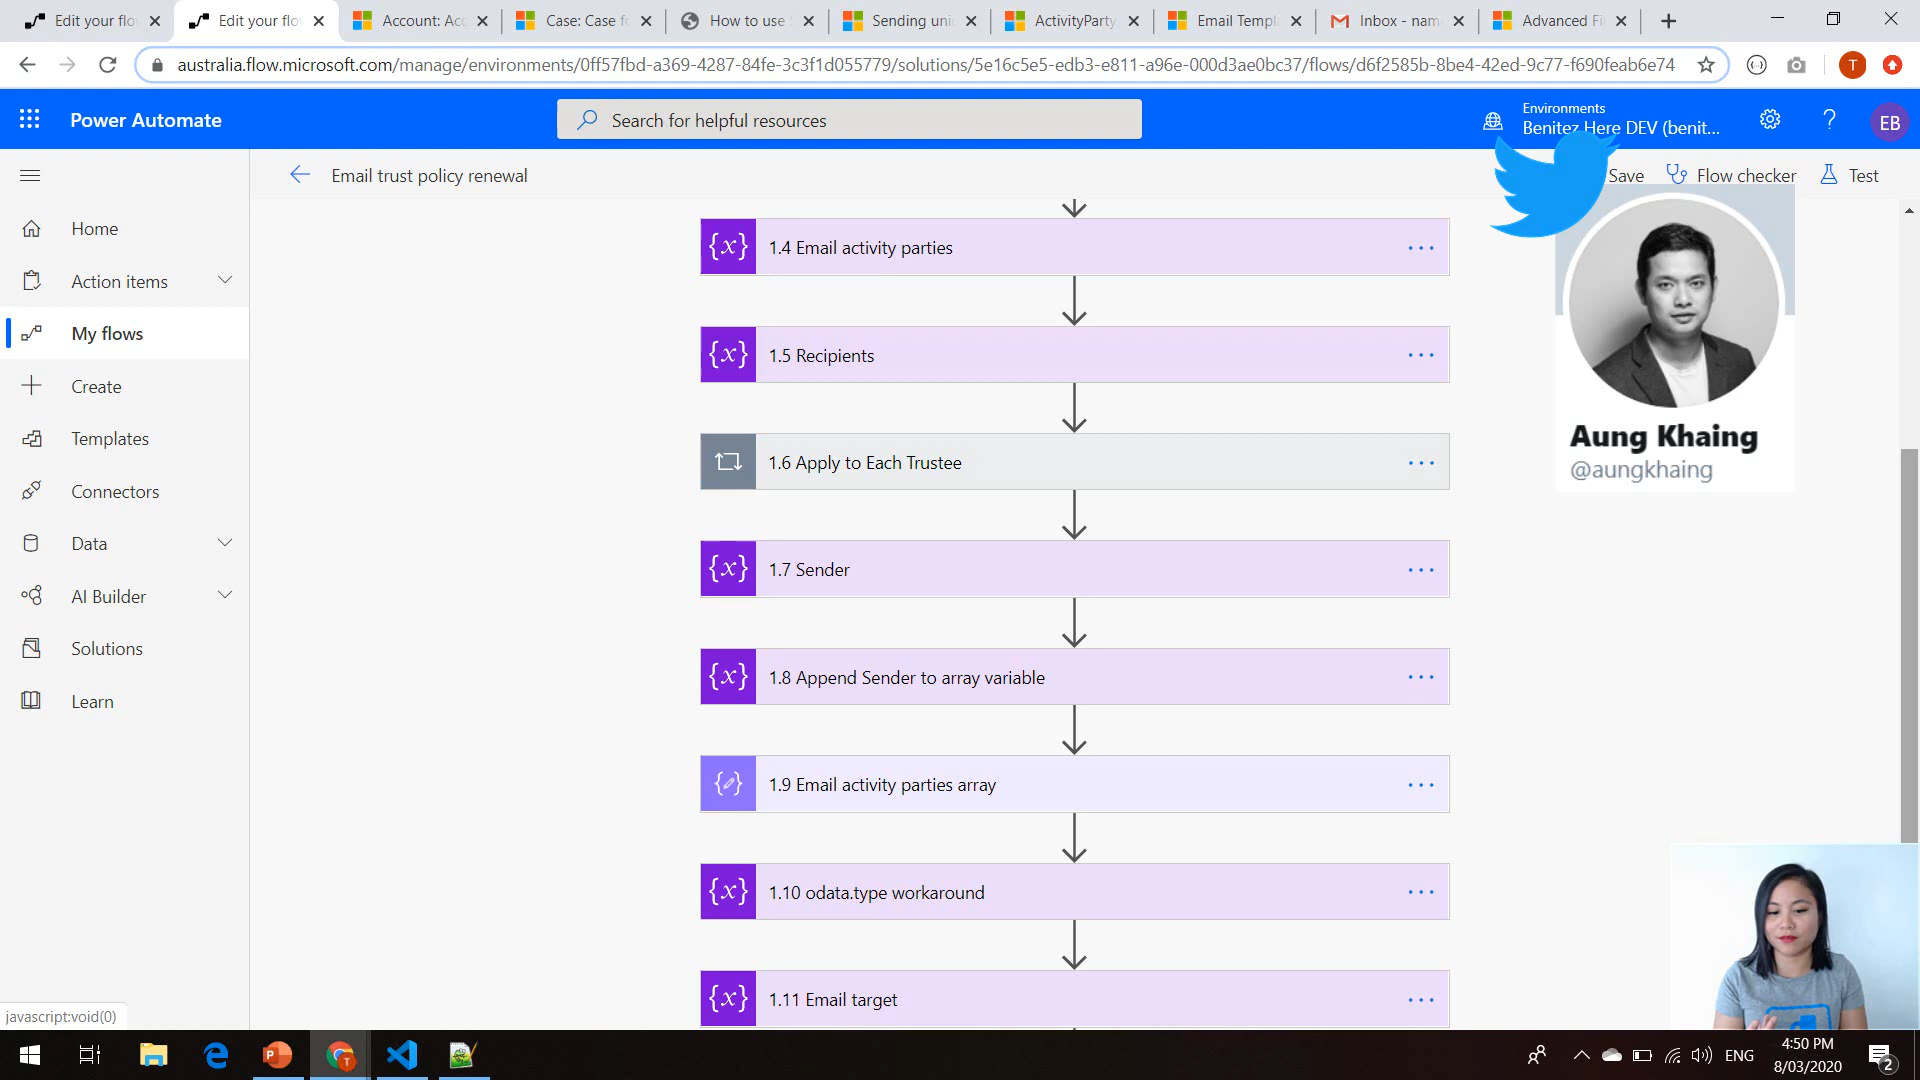 Edit your flo
Edit your flo
Account: Acc
Case: Case fo
How to use
Sending uni
ActivityParty
Email Templ
Inbox - nam
Advanced Fi
australia.flow.microsoft.com/manage/environments/0ff57fbd-a369-4287-84fe-3c3f1d055779/solutions/5e16c5e5-edb3-e811-a96e-000d3ae0bc37/flows/d6f2585b-8be4-42ed-9c77-f690feab6e74
T
Power Automate
Search for helpful resources
Environments
Benitez Here DEV (benit...
EB
Email trust policy renewal
Save
Flow checker
Test
Home
Action items
My flows
Create
Templates
Connectors
Data
AI Builder
Solutions
Learn
1.4 Email activity parties
1.5 Recipients
1.6 Apply to Each Trustee
1.7 Sender
1.8 Append Sender to array variable
1.9 Email activity parties array
1.10 odata.type workaround
1.11 Email target
Aung Khaing
@aungkhaing
javascript:void(0)
ENG
4:50 PM
8/03/2020
2